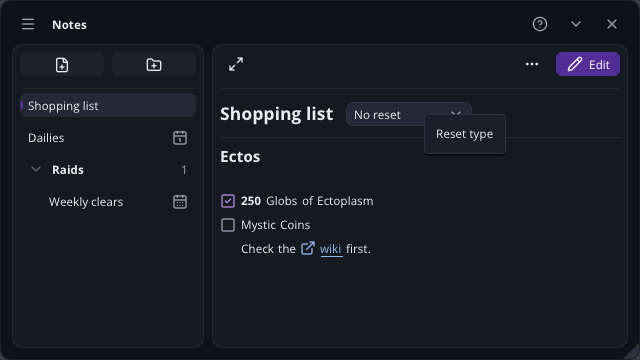 Notes
Edit
Shopping list
Dailies
Raids 1
Weekly clears
Shopping list No reset
Reset type
Ectos
250 Globs of Ectoplasm
Mystic Coins
Check the wiki first.